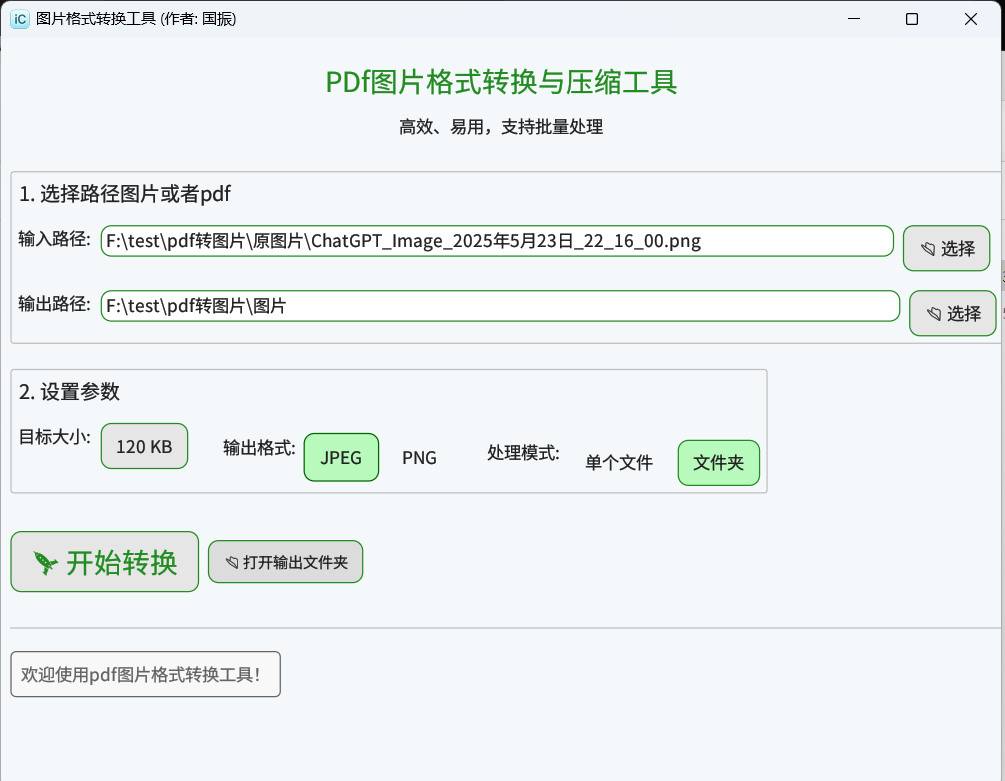 iC 图片格式转换工具 (作者: 国振)
PDf图片格式转换与压缩工具
高效、易用，支持批量处理
1. 选择路径图片或者pdf
输入路径: F:\test\pdf转图片\原图片\ChatGPT_Image_2025年5月23日_22_16_00.png 选择
输出路径: F:\test\pdf转图片\图片 选择
2. 设置参数
目标大小: 120 KB 输出格式: JPEG PNG 处理模式: 单个文件 文件夹
开始转换 打开输出文件夹
欢迎使用pdf图片格式转换工具！